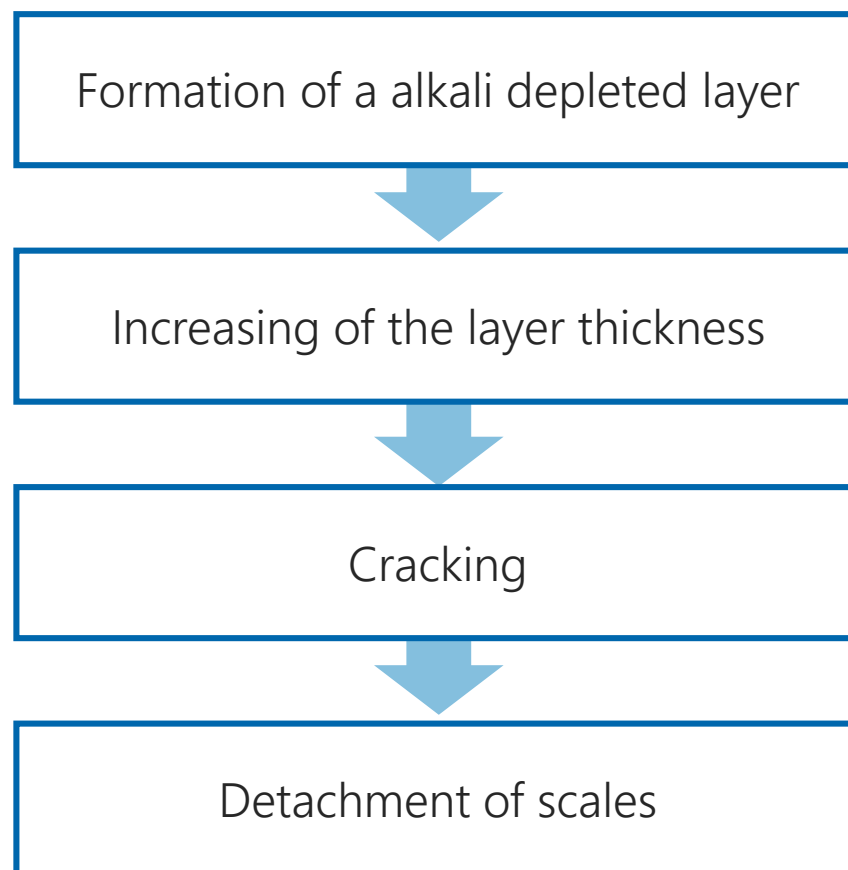 Formation of a alkali depleted layer
Increasing of the layer thickness
Cracking
Detachment of scales